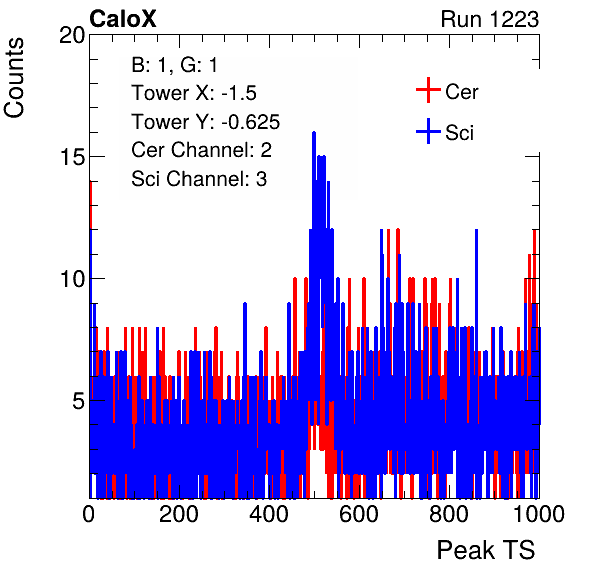 CaloX Run 1223
Counts
20
15
10
5
B: 1, G: 1
Tower X: -1.5
Tower Y: -0.625
Cer Channel: 2
Sci Channel: 3
Cer
Sci
0 200 400 600 800 1000
Peak TS